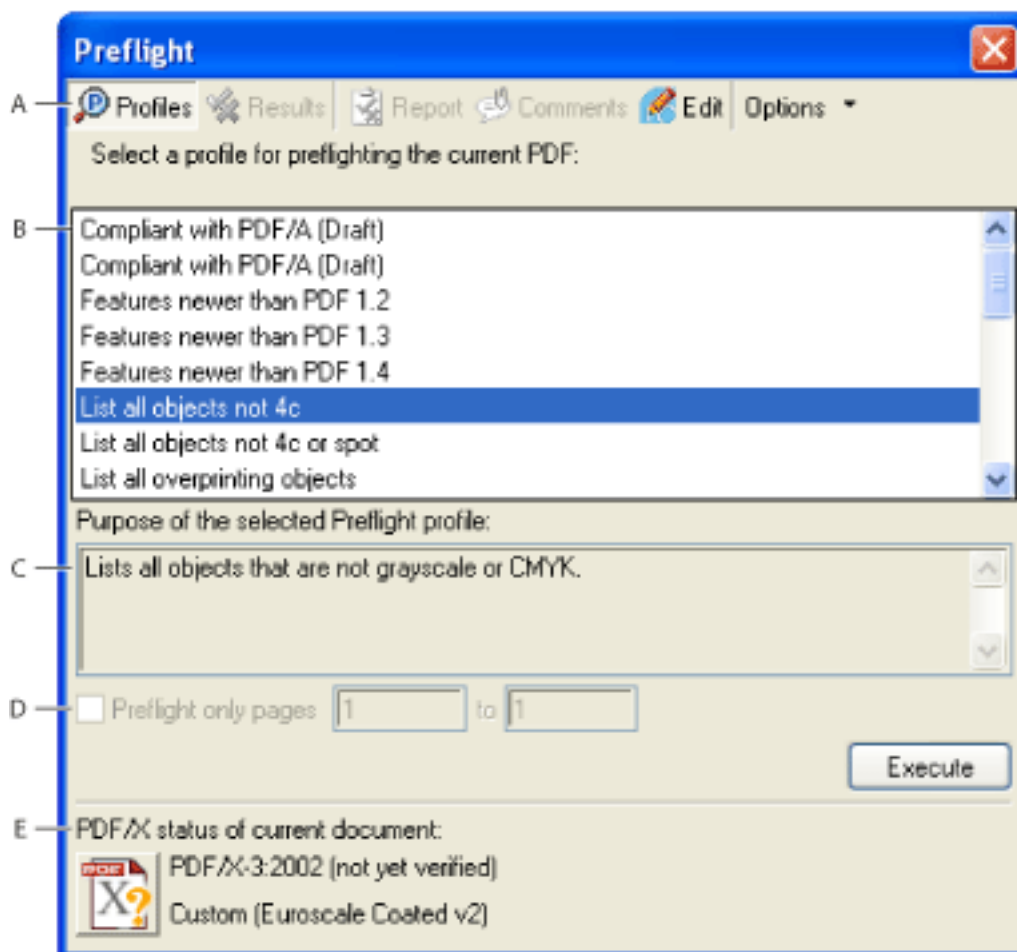 Preflight
A Profiles Results Report Comments Edit Options
Select a profile for preflighting the current PDF:
B Compliant with PDF/A (Draft)
Compliant with PDF/A (Draft)
Features newer than PDF 1.2
Features newer than PDF 1.3
Features newer than PDF 1.4
List all objects not 4c
List all objects not 4c or spot
List all overprinting objects
Purpose of the selected Preflight profile:
C Lists all objects that are not grayscale or CMYK.
D Preflight only pages 1 to 1
Execute
E PDF/X status of current document:
PDF X? PDF/X-3:2002 (not yet verified)
Custom (Euroscale Coated v2)